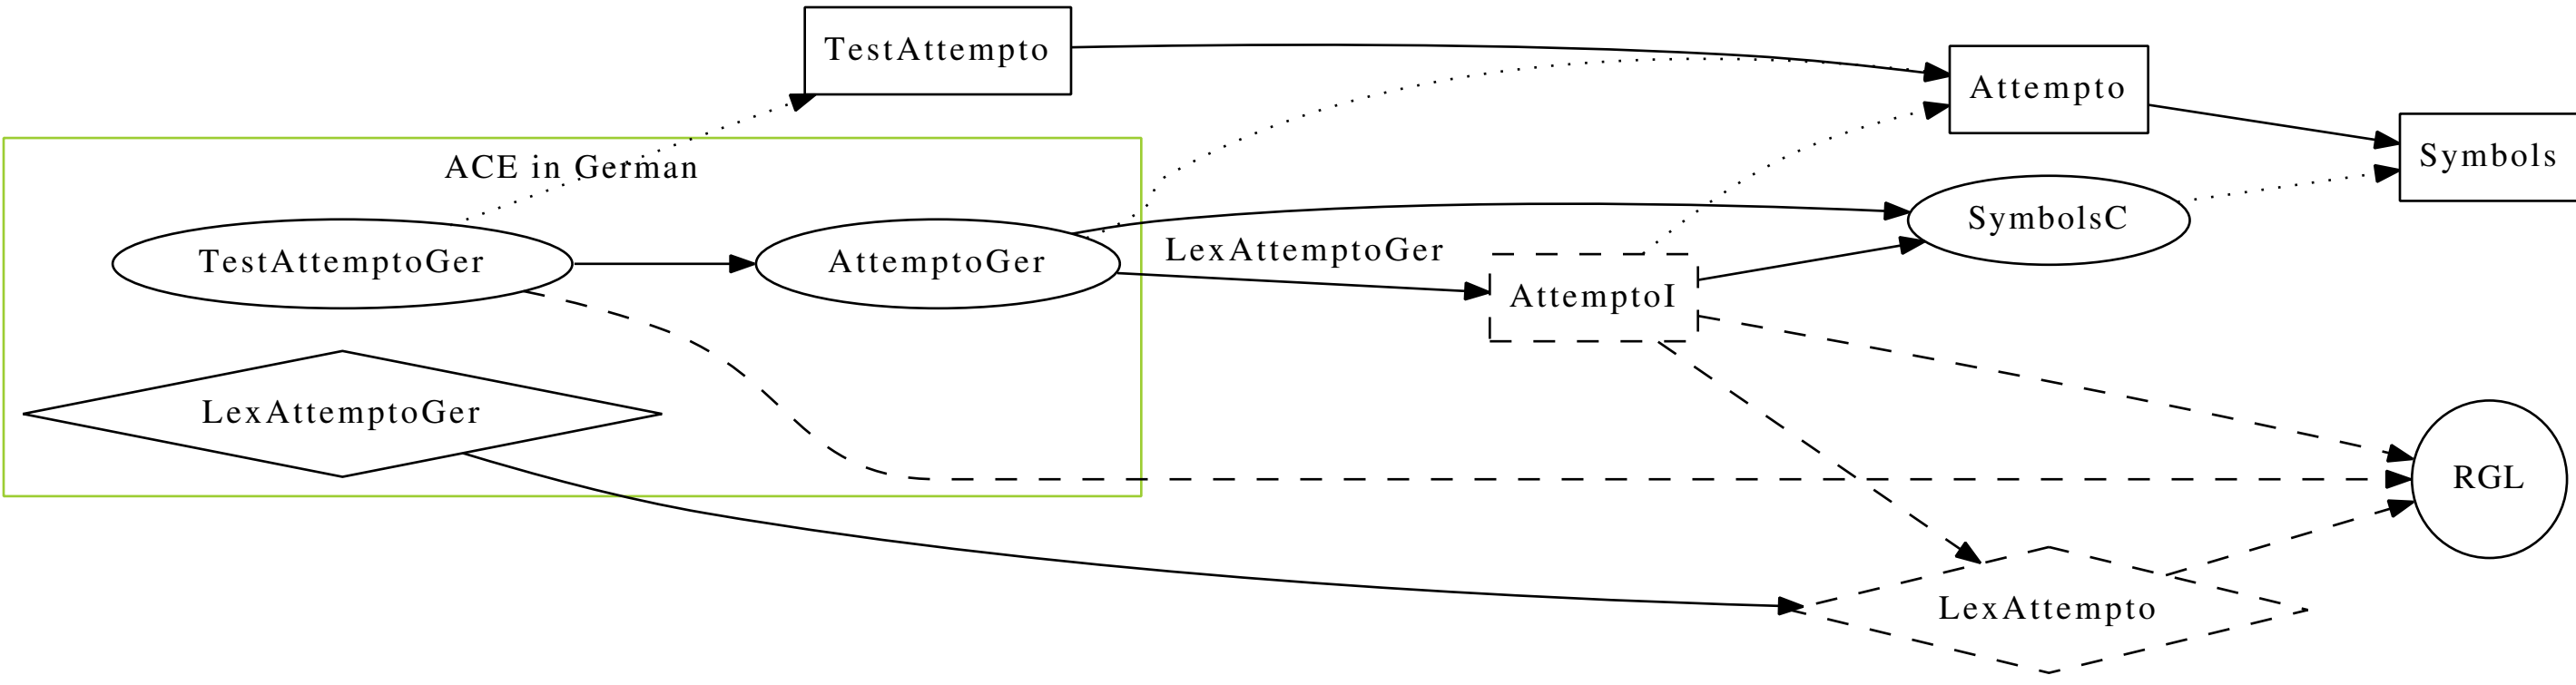 TestAttempto
Attempto
Symbols
ACE in German
SymbolsC
TestAttemptoGer
AttemptoGer
LexAttemptoGer
AttemptoI
LexAttemptoGer
RGL
LexAttempto